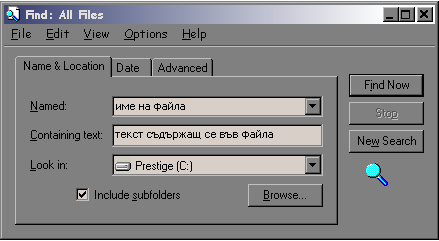 Find: All Files
File Edit View Options Help
Name & Location Date Advanced
Named: име на файла
Containing text: текст съдържащ се във файла
Look in: Prestige (C:)
Include subfolders Browse...
Find Now
Stop
New Search